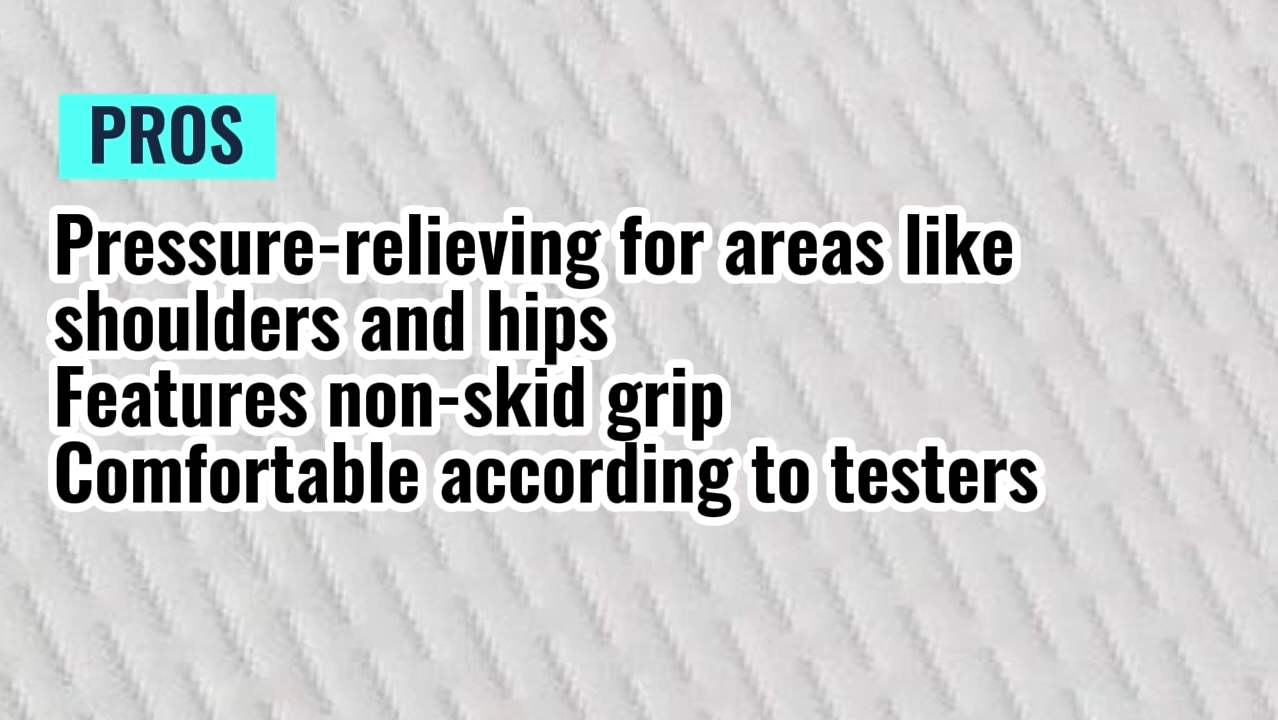 PROS
Pressure-relieving for areas like
shoulders and hips
Features non-skid grip
Comfortable according to testers